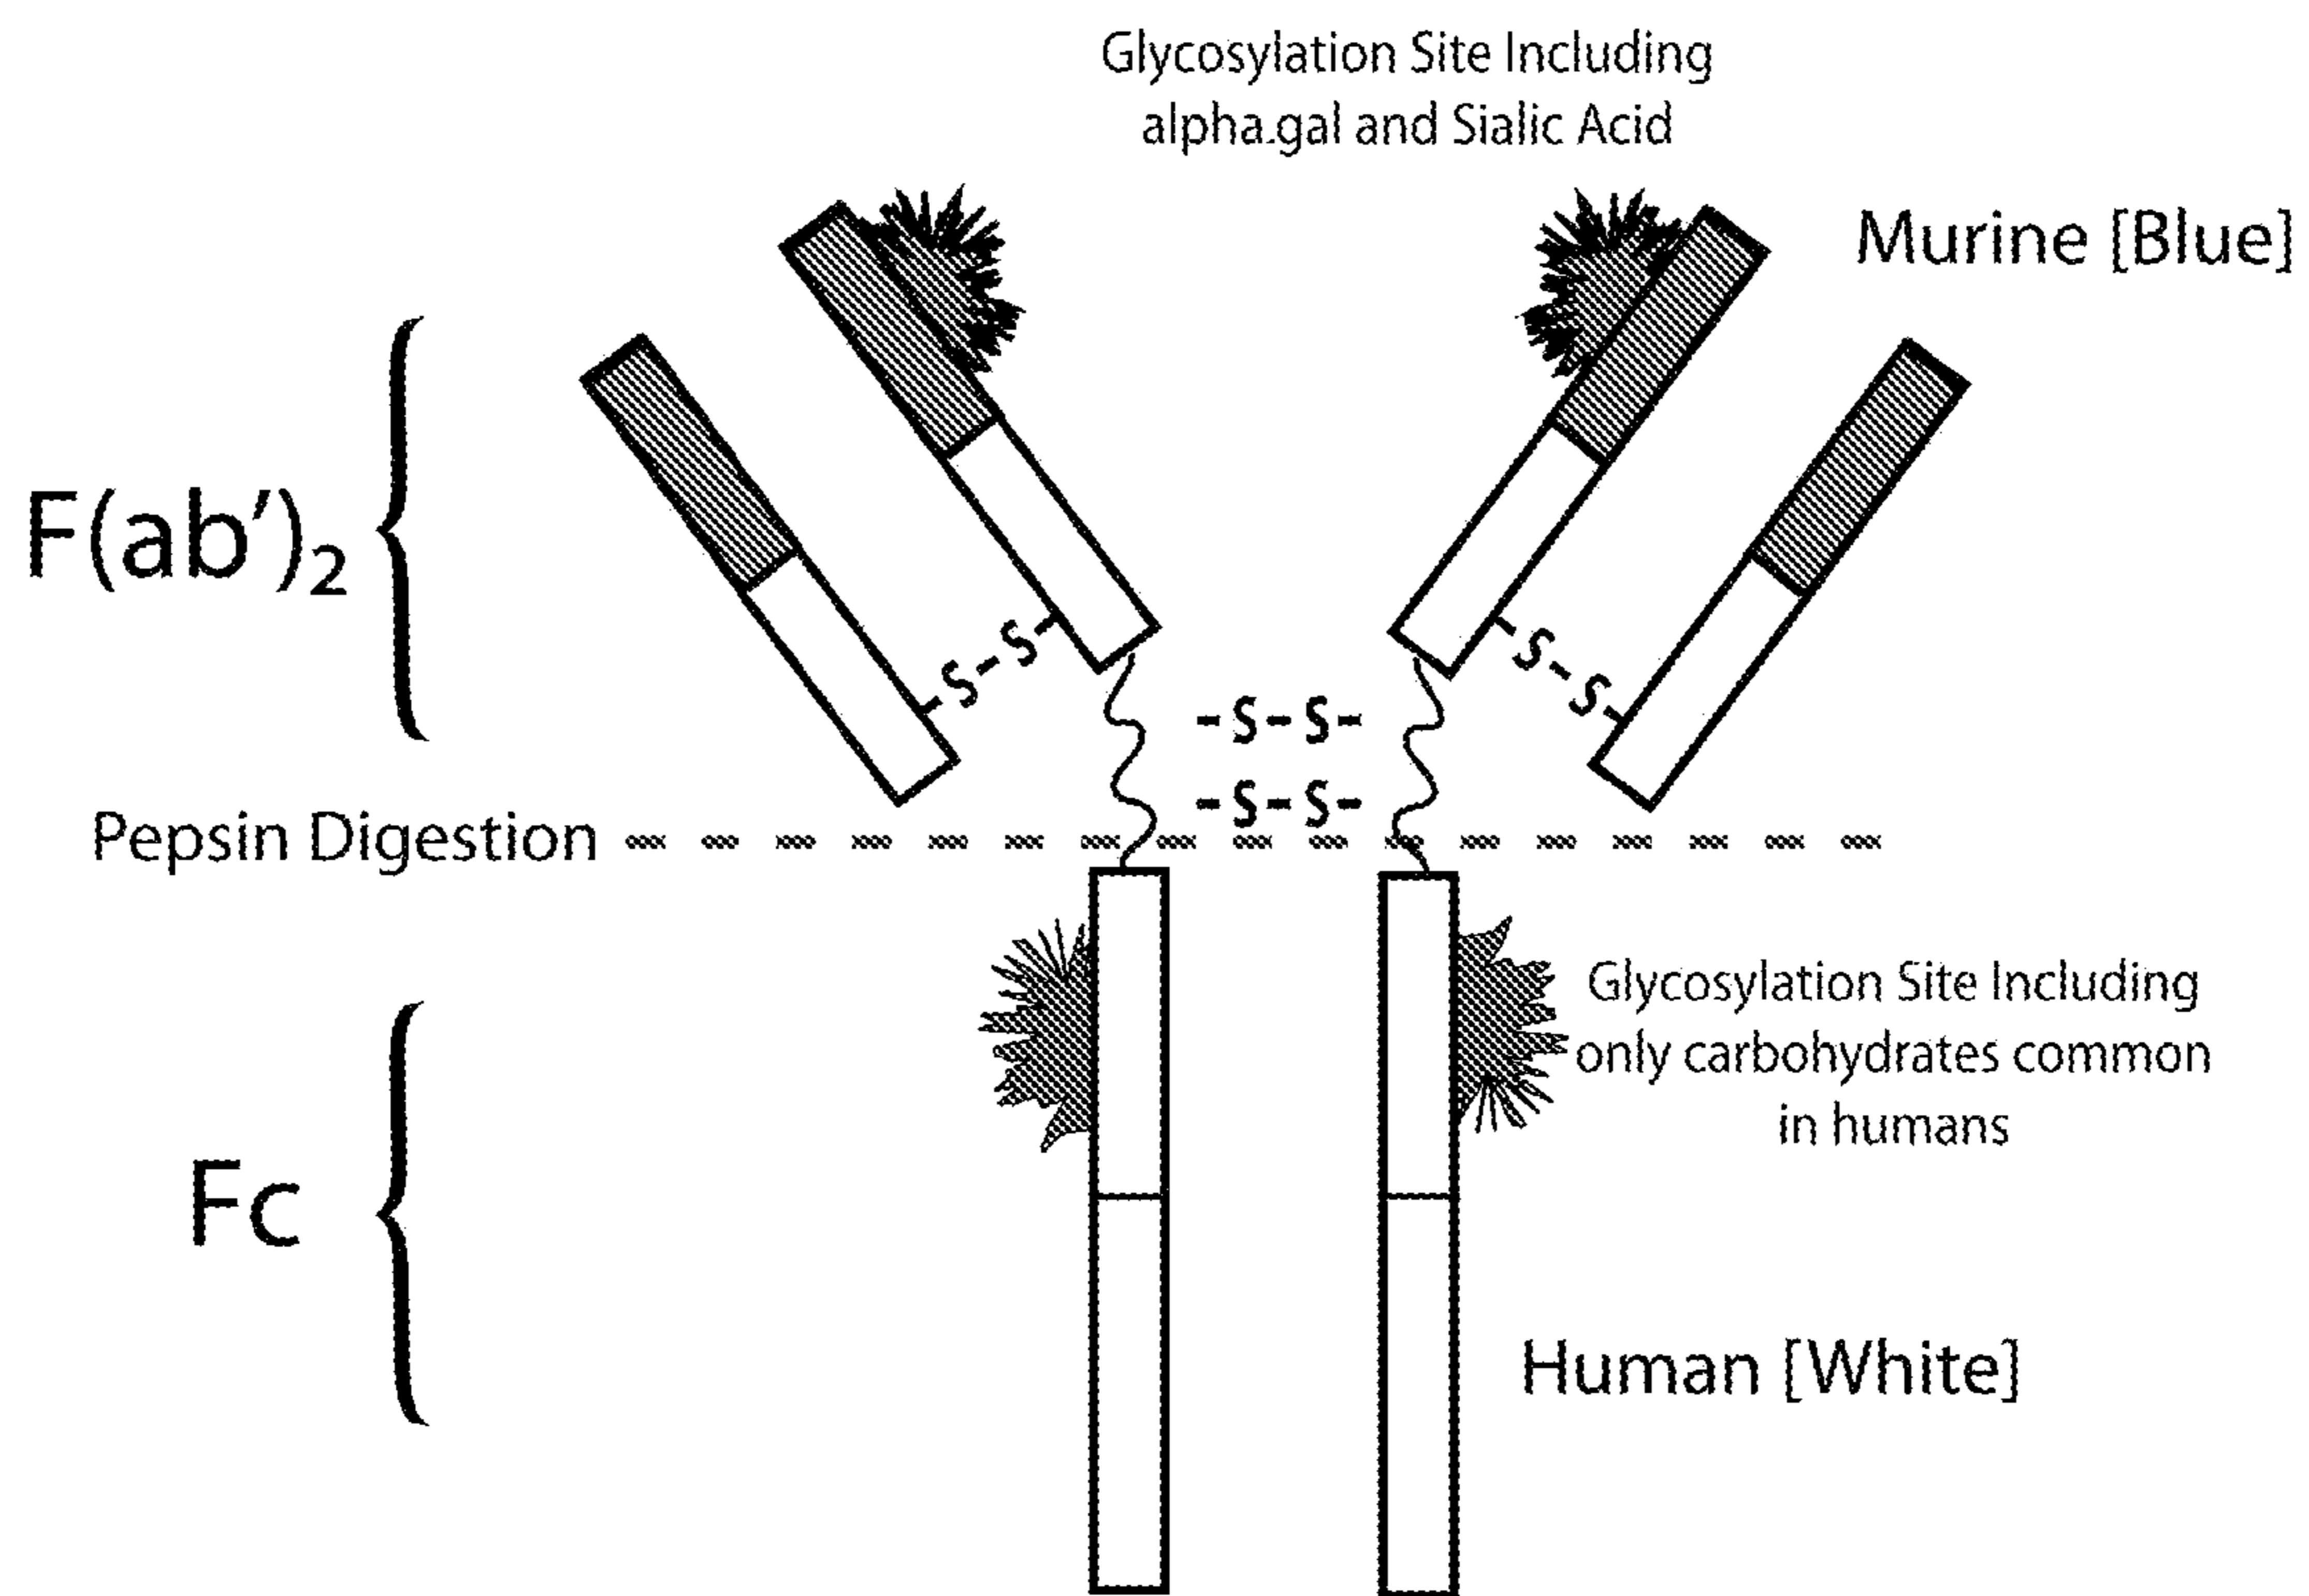 Glycosylation Site Including
alpha.gal and Sialic Acid
Murine [Blue]
F(ab′)₂
-S-S-
-S-S-
-S-S-
-S-S-
Pepsin Digestion
Glycosylation Site Including
only carbohydrates common
in humans
Fc
Human [White]